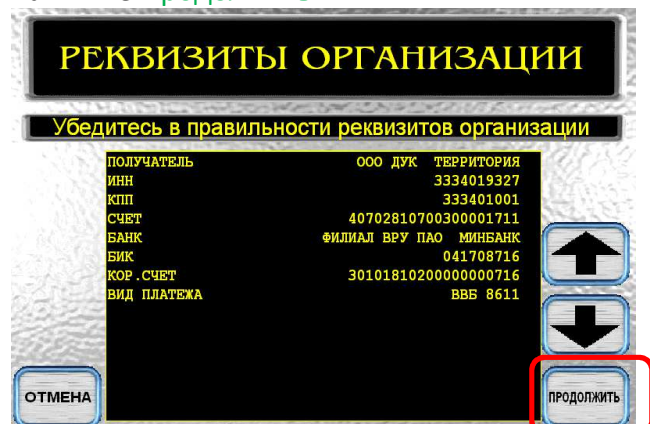 РЕКВИЗИТЫ ОРГАНИЗАЦИИ
Убедитесь в правильности реквизитов организации
ПОЛУЧАТЕЛЬ ООО ДУК ТЕРРИТОРИЯ
ИНН 3334019327
КПП 333401001
СЧЕТ 40702810700300001711
БАНК ФИЛИАЛ ВРУ ПАО МИНБАНК
БИК 041708716
КОР.СЧЕТ 30101810200000000716
ВИД ПЛАТЕЖА ВВБ 8611
ОТМЕНА ПРОДОЛЖИТЬ